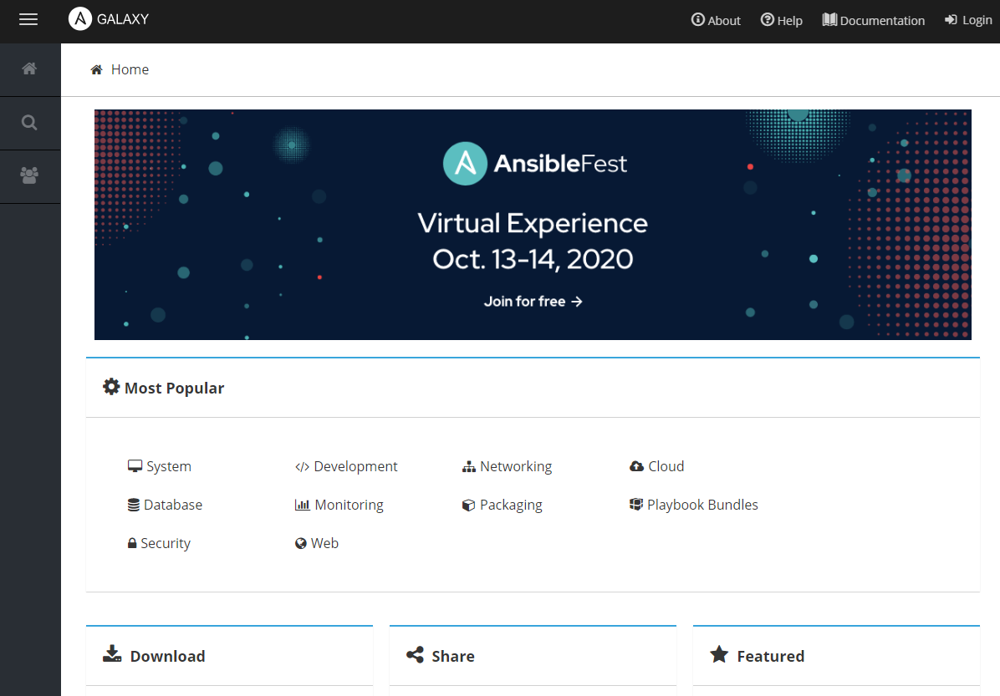 GALAXY
About Help Documentation Login
Home
AnsibleFest
Virtual Experience
Oct. 13-14, 2020
Join for free →
Most Popular
System Development Networking Cloud
Database Monitoring Packaging Playbook Bundles
Security Web
Download Share Featured